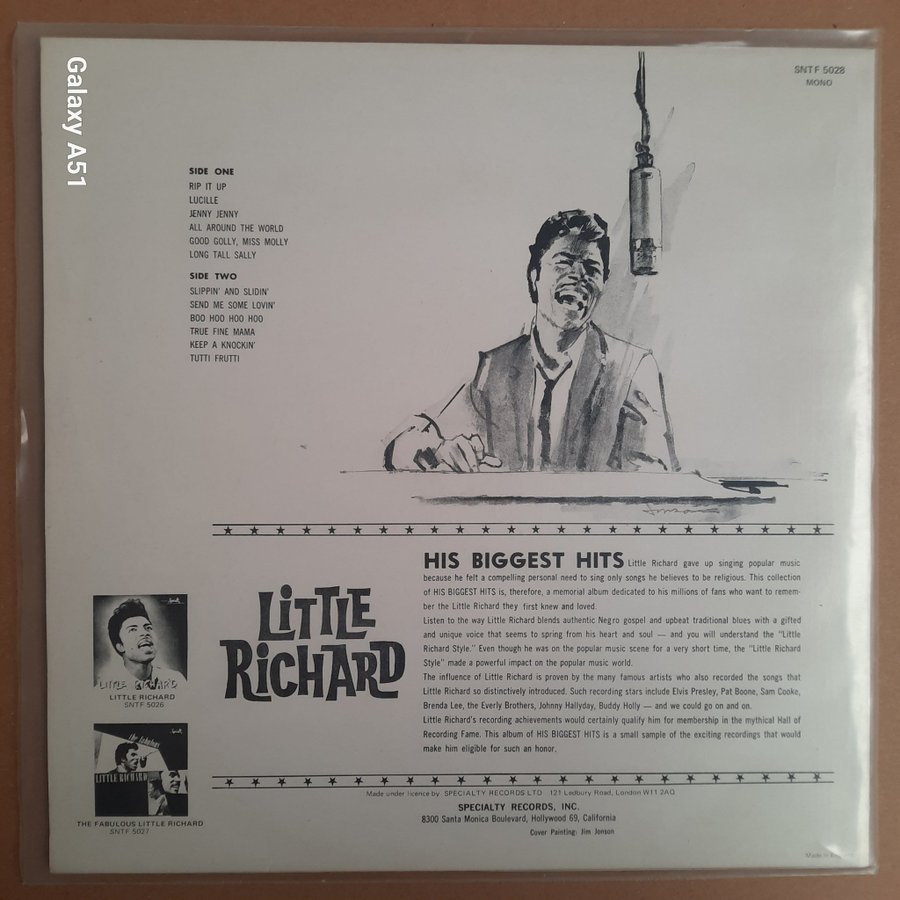 Galaxy A51
SNTF 5028
MONO
SIDE ONE
RIP IT UP
LUCILLE
JENNY JENNY
ALL AROUND THE WORLD
GOOD GOLLY, MISS MOLLY
LONG TALL SALLY
SIDE TWO
SLIPPIN' AND SLIDIN'
SEND ME SOME LOVIN'
BOO HOO HOO HOO
TRUE FINE MAMA
KEEP A KNOCKIN'
TUTTI FRUTTI
LITTLE
RICHARD
HIS BIGGEST HITS Little Richard gave up singing popular music
because he felt a compelling personal need to sing only songs he believes to be religious. This collection
of HIS BIGGEST HITS is, therefore, a memorial album dedicated to his millions of fans who want to remem-
ber the Little Richard they first knew and loved.
Listen to the way Little Richard blends authentic Negro gospel and upbeat traditional blues with a gifted
and unique voice that seems to spring from his heart and soul — and you will understand the "Little
Richard Style." Even though he was on the popular music scene for a very short time, the "Little Richard
Style" made a powerful impact on the popular music world.
The influence of Little Richard is proven by the many famous artists who also recorded the songs that
Little Richard so distinctively introduced. Such recording stars include Elvis Presley, Pat Boone, Sam Cooke,
Brenda Lee, the Everly Brothers, Johnny Hallyday, Buddy Holly — and we could go on and on.
Little Richard's recording achievements would certainly qualify him for membership in the mythical Hall of
Recording Fame. This album of HIS BIGGEST HITS is a small sample of the exciting recordings that would
make him eligible for such an honor.
LITTLE RICHARD
LITTLE RICHARD
SNTF 5026
the fabulous
LITTLE RICHARD
THE FABULOUS LITTLE RICHARD
SNTF 5027
Made under licence by SPECIALTY RECORDS LTD 121 Ledbury Road, London W11 2AQ
SPECIALTY RECORDS, INC.
8300 Santa Monica Boulevard, Hollywood 69, California
Cover Painting: Jim Jonson
Made in